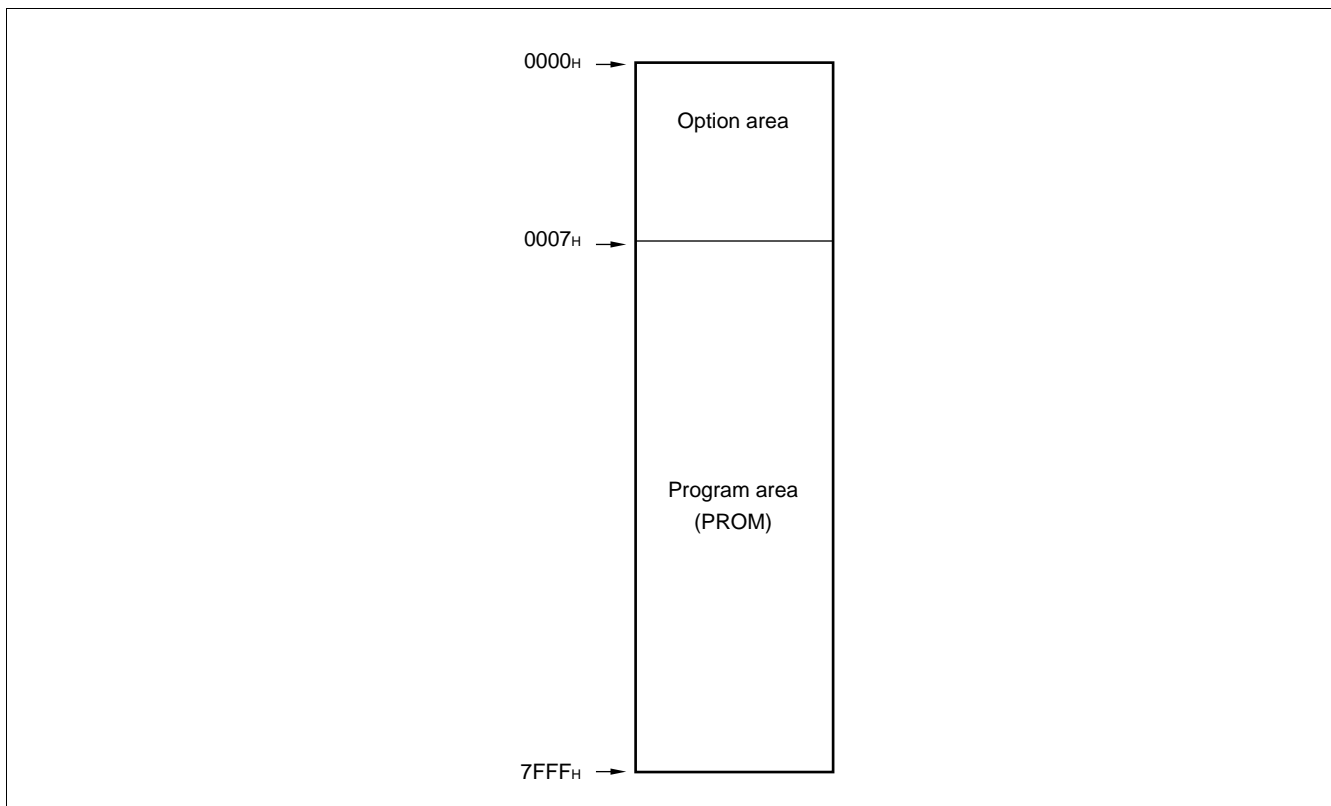 0000H
Option area
0007H
Program area
(PROM)
7FFFH